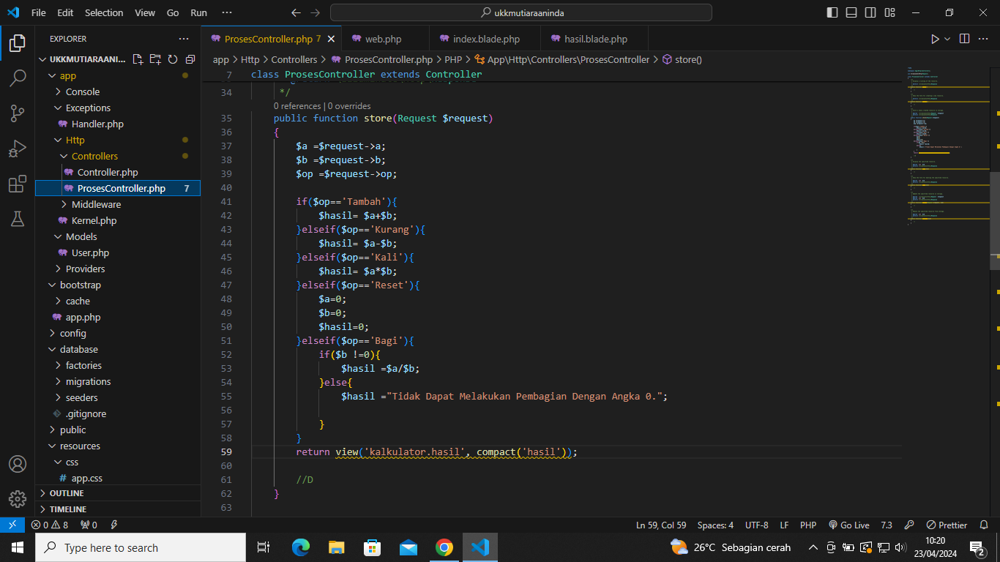 File Edit Selection View Go Run ··· ukkmutiaraaninda
EXPLORER ···
UKKMUTIARAANI...
app
Console
Exceptions
Handler.php
Http
Controllers
Controller.php
ProsesController.php 7
Middleware
Kernel.php
Models
User.php
Providers
bootstrap
cache
app.php
config
database
factories
migrations
seeders
.gitignore
public
resources
css
# app.css
OUTLINE
TIMELINE
ProsesController.php 7 web.php index.blade.php hasil.blade.php
app > Http > Controllers > ProsesController.php > PHP > App\Http\Controllers\ProsesController > store()
7 class ProsesController extends Controller
34 */
0 references | 0 overrides
35 public function store(Request $request)
36 {
37 $a =$request->a;
38 $b =$request->b;
39 $op =$request->op;
40
41 if($op=='Tambah'){
42 $hasil= $a+$b;
43 }elseif($op=='Kurang'){
44 $hasil= $a-$b;
45 }elseif($op=='Kali'){
46 $hasil= $a*$b;
47 }elseif($op=='Reset'){
48 $a=0;
49 $b=0;
50 $hasil=0;
51 }elseif($op=='Bagi'){
52 if($b !=0){
53 $hasil =$a/$b;
54 }else{
55 $hasil ="Tidak Dapat Melakukan Pembagian Dengan Angka 0.";
56
57 }
58 }
59 return view('kalkulator.hasil', compact('hasil'));
60
61 //D
62 }
63
0 8 0 Ln 59, Col 59 Spaces: 4 UTF-8 LF PHP Go Live 7.3 Prettier
Type here to search 26°C Sebagian cerah 10:20 23/04/2024 2